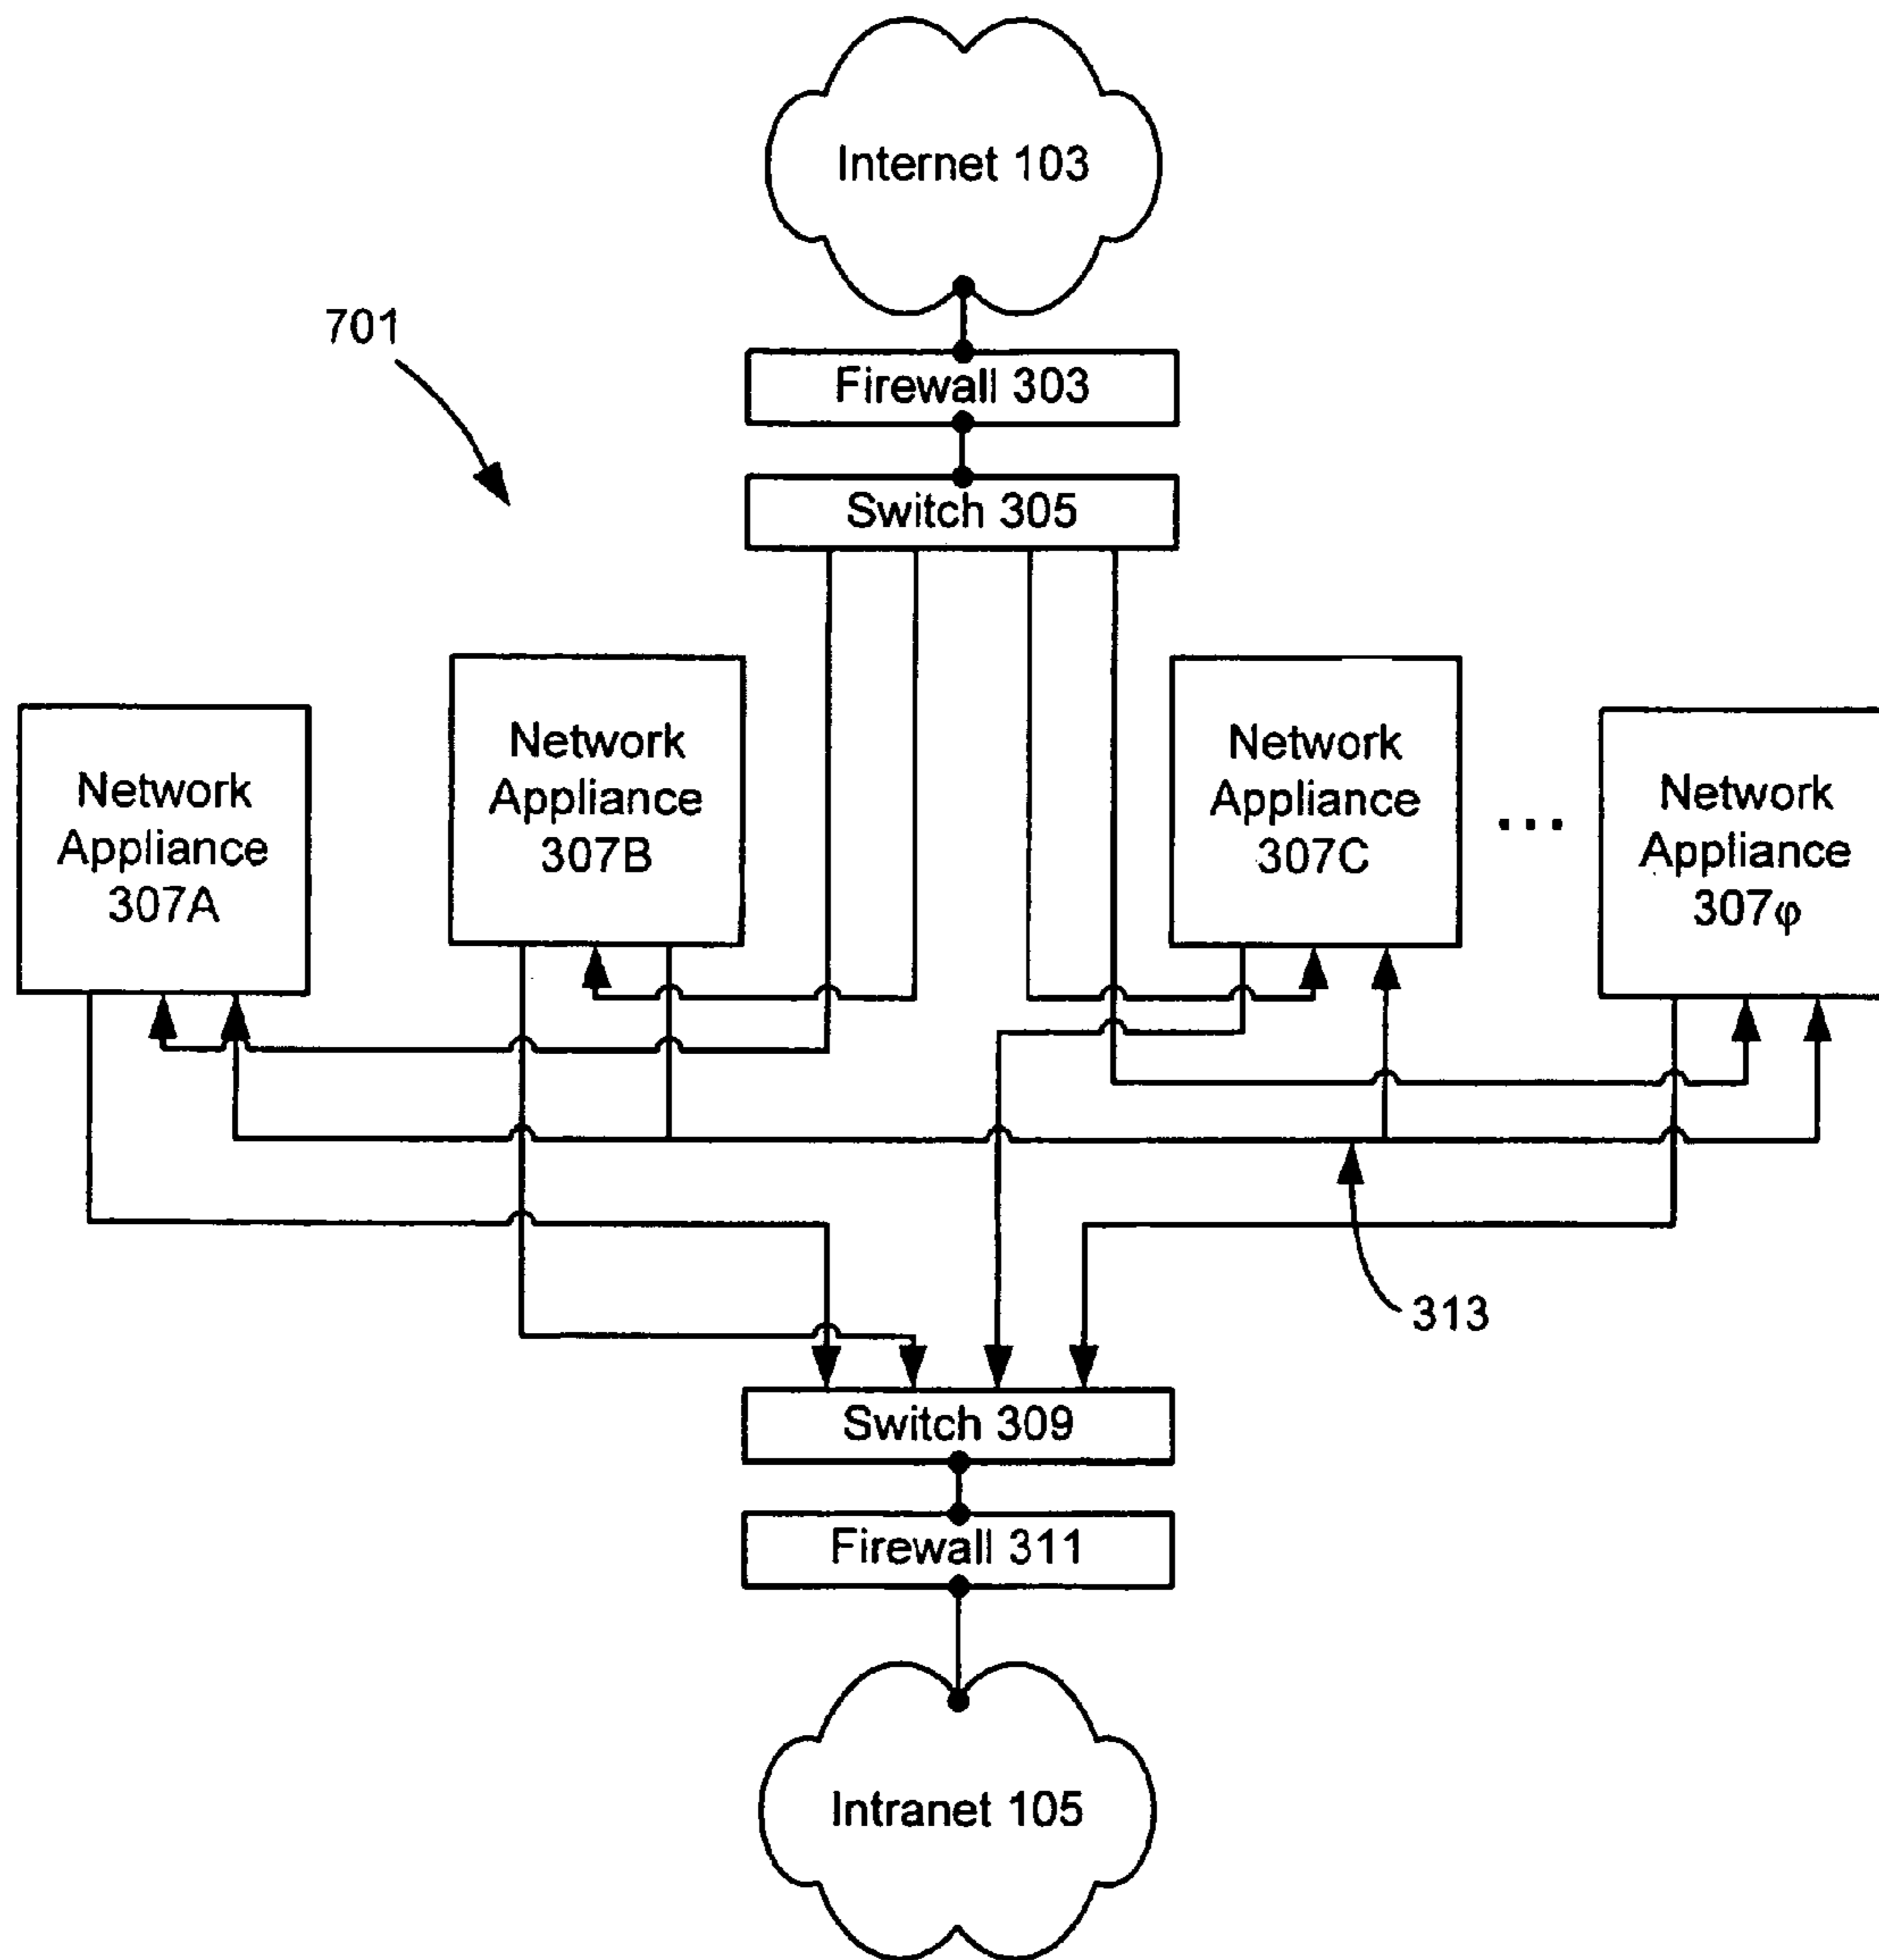 Internet 103
701
Firewall 303
Switch 305
Network
Appliance
307A
Network
Appliance
307B
Network
Appliance
307C
...
Network
Appliance
307φ
313
Switch 309
Firewall 311
Intranet 105